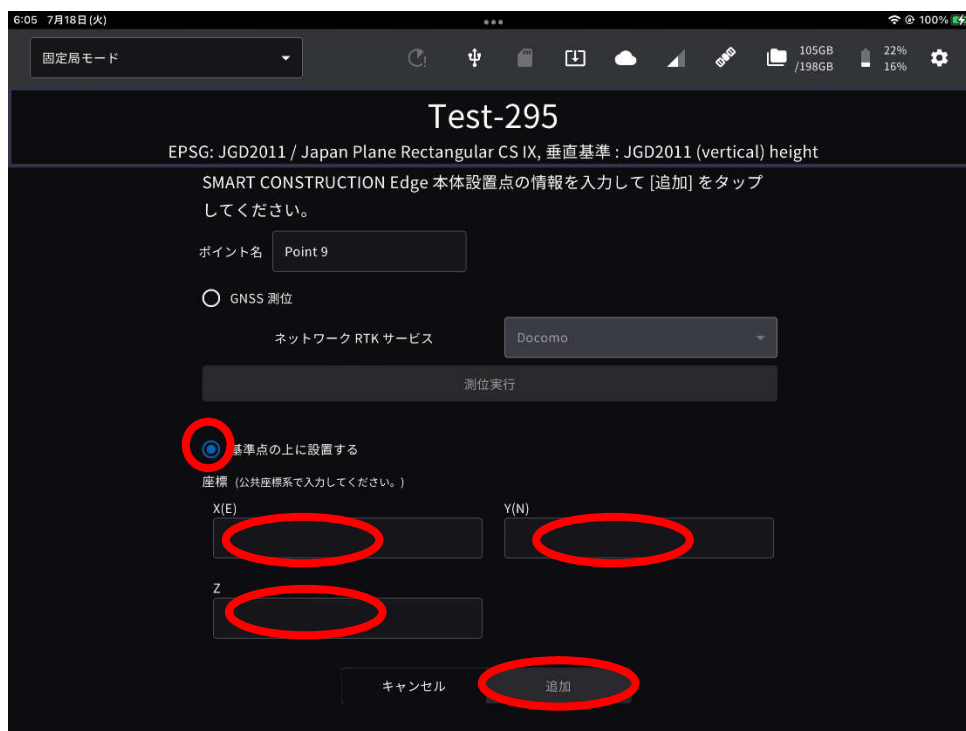 6:05 7月18日(火)
100%
固定局モード
105GB
/198GB
22%
16%
Test-295
EPSG: JGD2011 / Japan Plane Rectangular CS IX, 垂直基準 : JGD2011 (vertical) height
SMART CONSTRUCTION Edge 本体設置点の情報を入力して [追加] をタップ
してください。
ポイント名 Point 9
GNSS 測位
ネットワーク RTK サービス Docomo
測位実行
基準点の上に設置する
座標 (公共座標系で入力してください。)
X(E) Y(N)
Z
キャンセル 追加